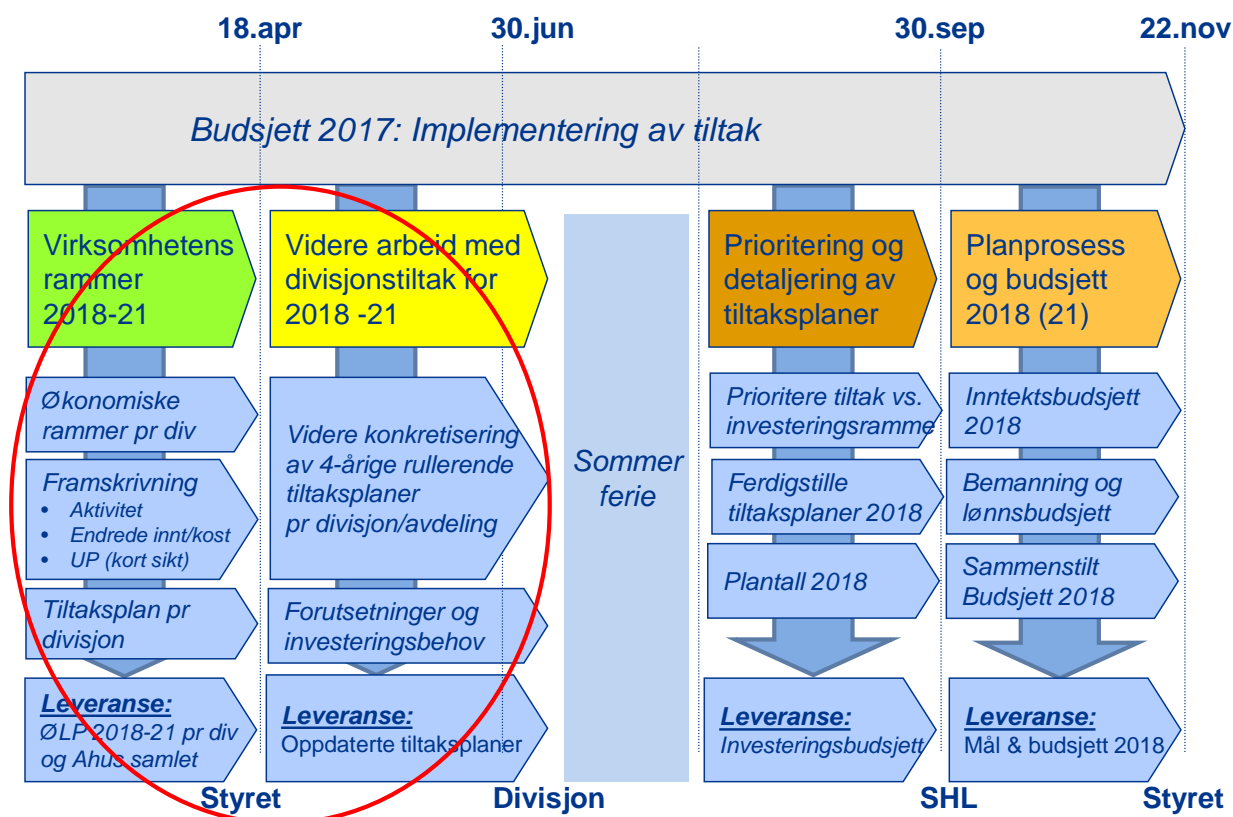 18.apr
30.jun
30.sep
22.nov
Budsjett 2017: Implementering av tiltak
Virksomhetens
rammer
2018-21
Økonomiske
rammer pr div
Framskrivning
• Aktivitet
• Endrede innt/kost
• UP (kort sikt)
Tiltaksplan pr
divisjon
Leveranse:
ØLP 2018-21 pr div
og Ahus samlet
Styret
Videre arbeid med
divisjonstiltak for
2018 -21
Videre konkretisering
av 4-årige rullerende
tiltaksplaner
pr divisjon/avdeling
Forutsetninger og
investeringsbehov
Leveranse:
Oppdaterte tiltaksplaner
Divisjon
Sommer
ferie
Prioritering og
detaljering av
tiltaksplaner
Prioritere tiltak vs.
investeringsramme
Ferdigstille
tiltaksplaner 2018
Plantall 2018
Leveranse:
Investeringsbudsjett
SHL
Planprosess
og budsjett
2018 (21)
Inntektsbudsjett
2018
Bemanning og
lønnsbudsjett
Sammenstilt
Budsjett 2018
Leveranse:
Mål & budsjett 2018
Styret